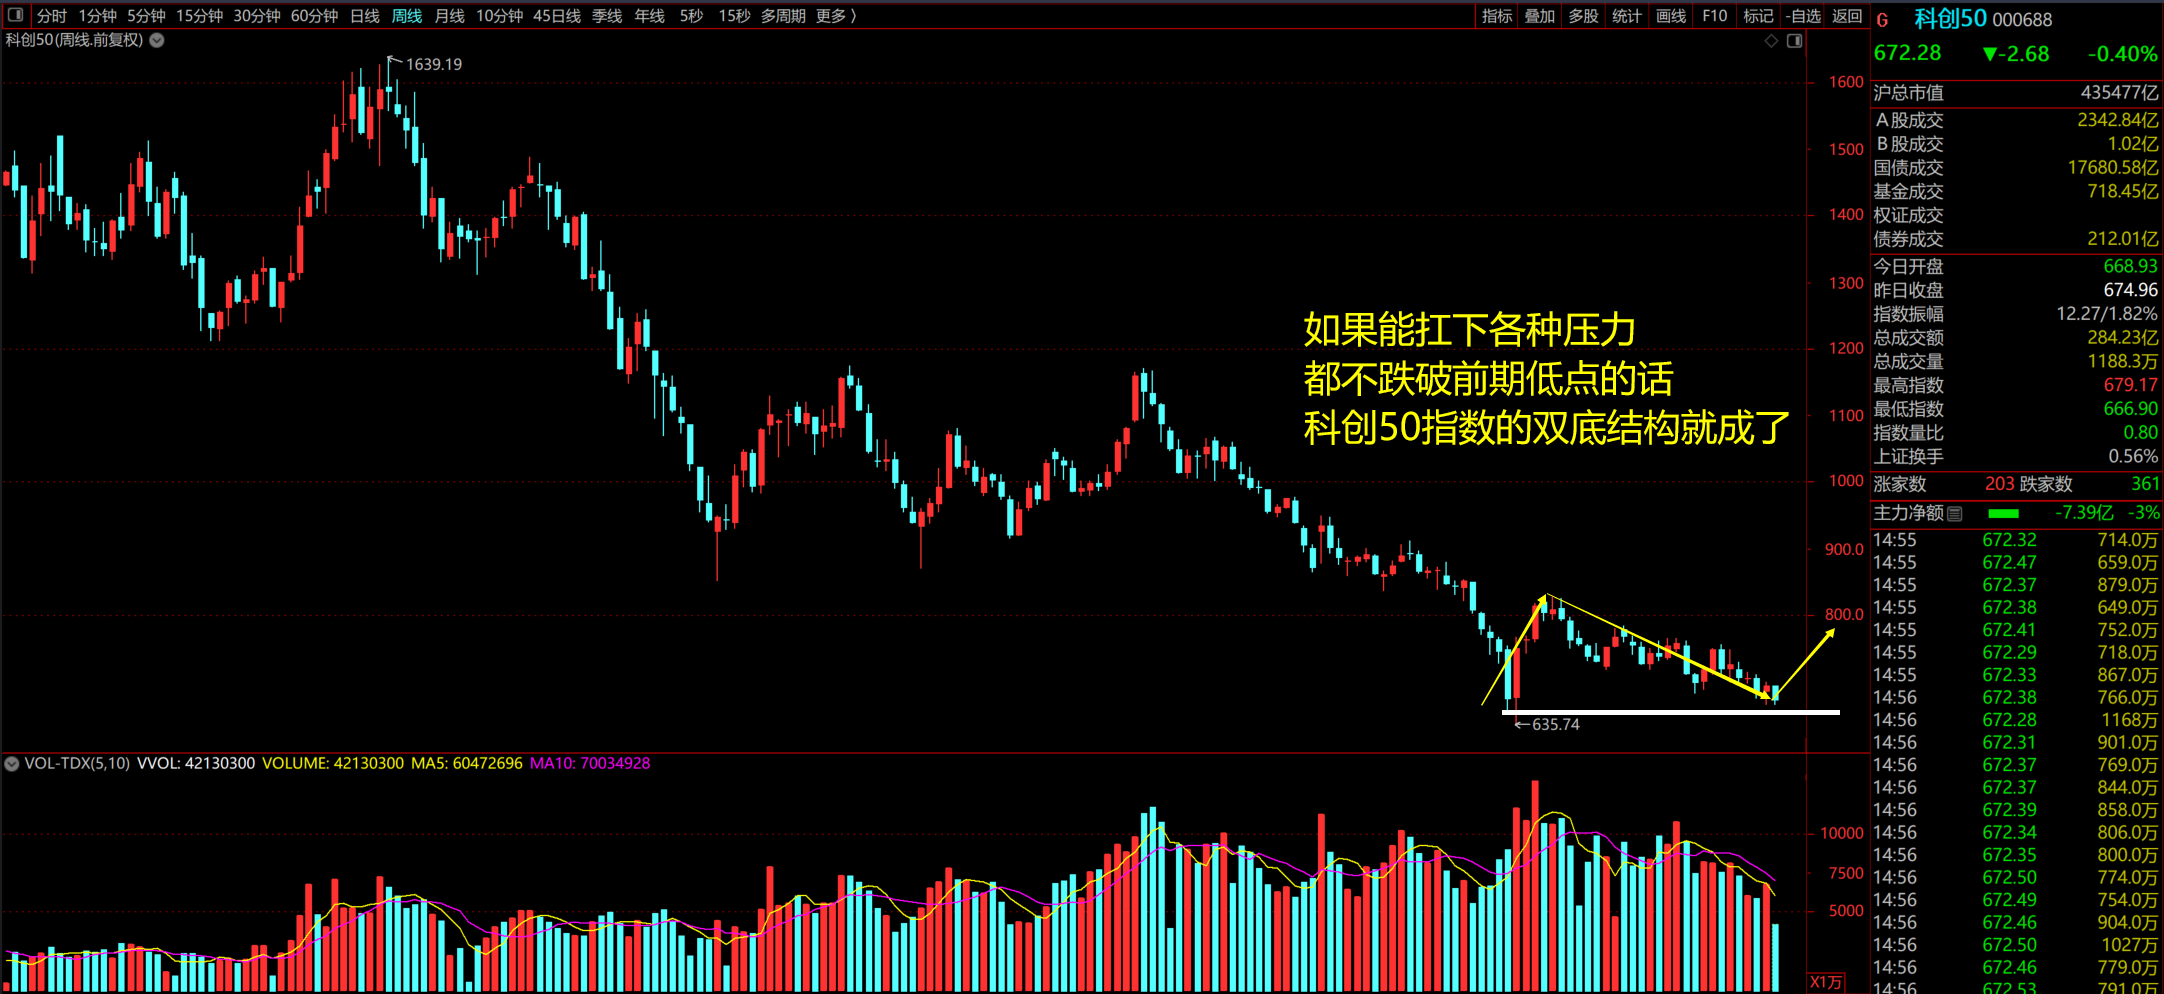 分时 1分钟 5分钟 15分钟 30分钟 60分钟 日线 周线 月线 10分钟 45日线 季线 年线 5秒 15秒 多周期 更多 〉
指标 叠加 多股 统计 画线 F10 标记 -自选 返回
科创50(周线.前复权)
1639.19
如果能扛下各种压力
都不跌破前期低点的话
科创50指数的双底结构就成了
635.74
1600
1500
1400
1300
1200
1100
1000
900.0
800.0
VOL-TDX(5,10) VVOL: 42130300 VOLUME: 42130300 MA5: 60472696 MA10: 70034928
10000
7500
5000
X1万
G 科创50 000688
672.28 ▼-2.68 -0.40%
沪总市值 435477亿
A股成交 2342.84亿
B股成交 1.02亿
国债成交 17680.58亿
基金成交 718.45亿
权证成交
债券成交 212.01亿
今日开盘 668.93
昨日收盘 674.96
指数振幅 12.27/1.82%
总成交额 284.23亿
总成交量 1188.3万
最高指数 679.17
最低指数 666.90
指数量比 0.80
上证换手 0.56%
涨家数 203 跌家数 361
主力净额 -7.39亿 -3%
14:55 672.32 714.0万
14:55 672.47 659.0万
14:55 672.37 879.0万
14:55 672.38 649.0万
14:55 672.41 752.0万
14:55 672.29 718.0万
14:55 672.33 867.0万
14:56 672.38 766.0万
14:56 672.28 1168万
14:56 672.31 901.0万
14:56 672.37 769.0万
14:56 672.37 844.0万
14:56 672.39 858.0万
14:56 672.34 806.0万
14:56 672.35 800.0万
14:56 672.50 774.0万
14:56 672.49 754.0万
14:56 672.46 904.0万
14:56 672.50 1027万
14:56 672.46 779.0万
14:56 672.53 791.0万